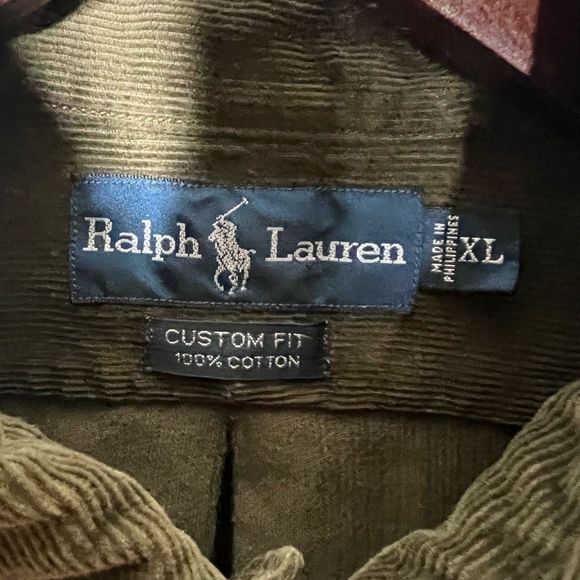 Ralph Lauren
MADE IN
PHILIPPINES
XL
CUSTOM FIT
100% COTTON